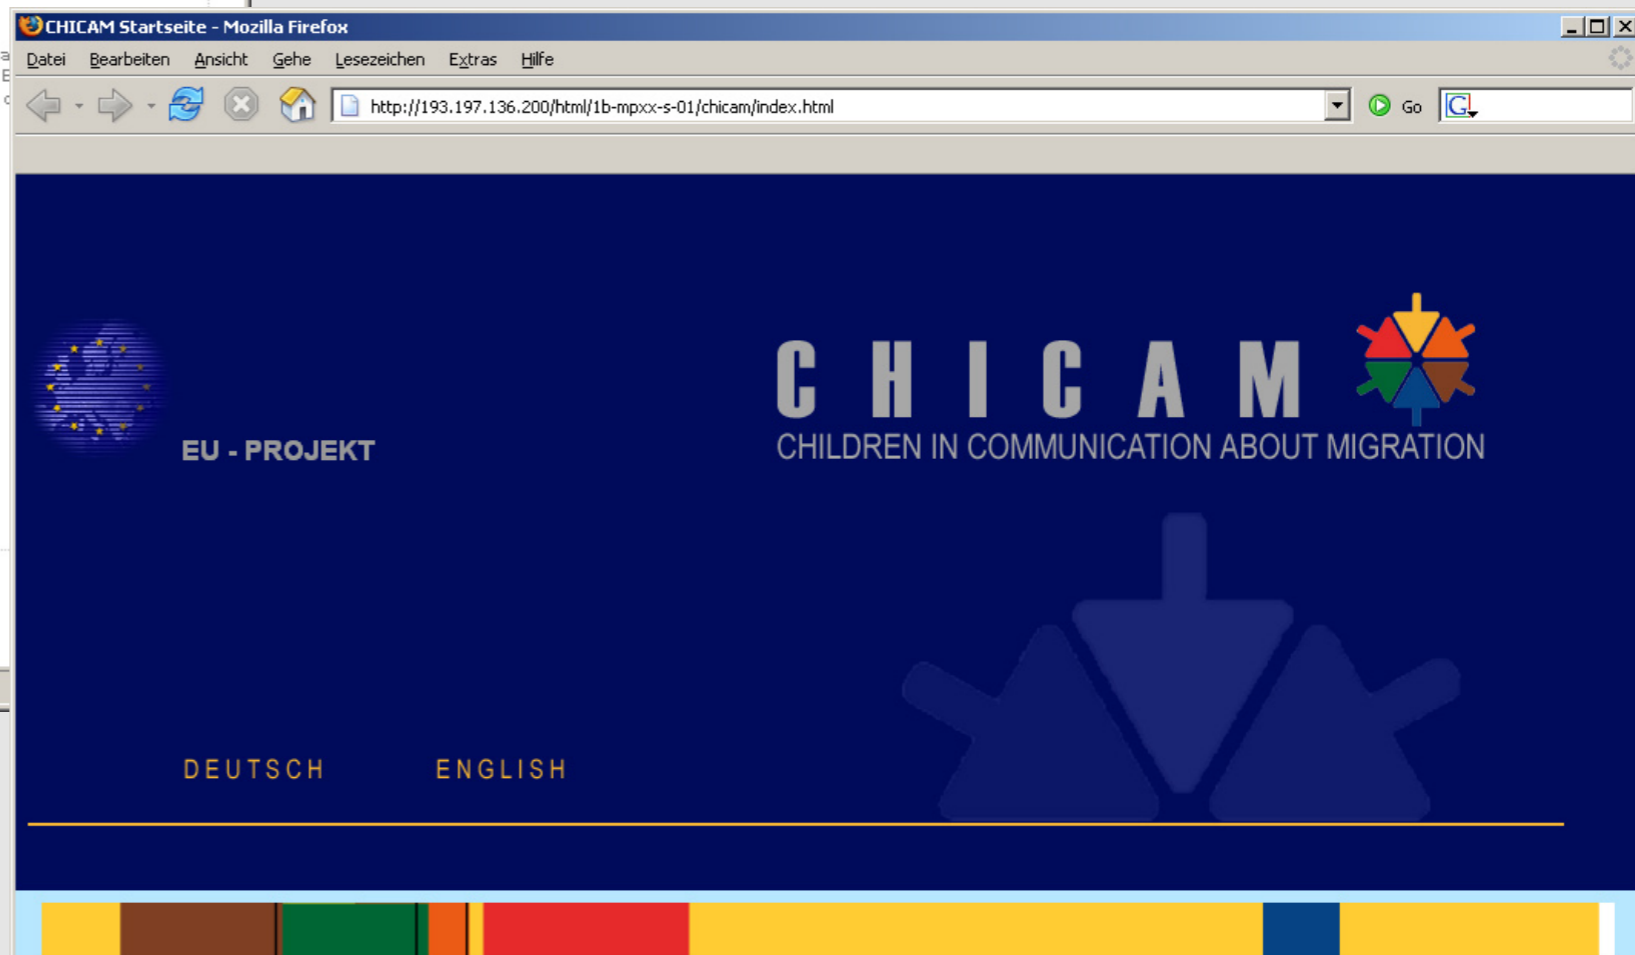 CHICAM Startseite - Mozilla Firefox
Datei Bearbeiten Ansicht Gehe Lesezeichen Extras Hilfe
http://193.197.136.200/html/1b-mpxx-s-01/chicam/index.html Go G
CHICAM
EU - PROJEKT
CHILDREN IN COMMUNICATION ABOUT MIGRATION
DEUTSCH ENGLISH